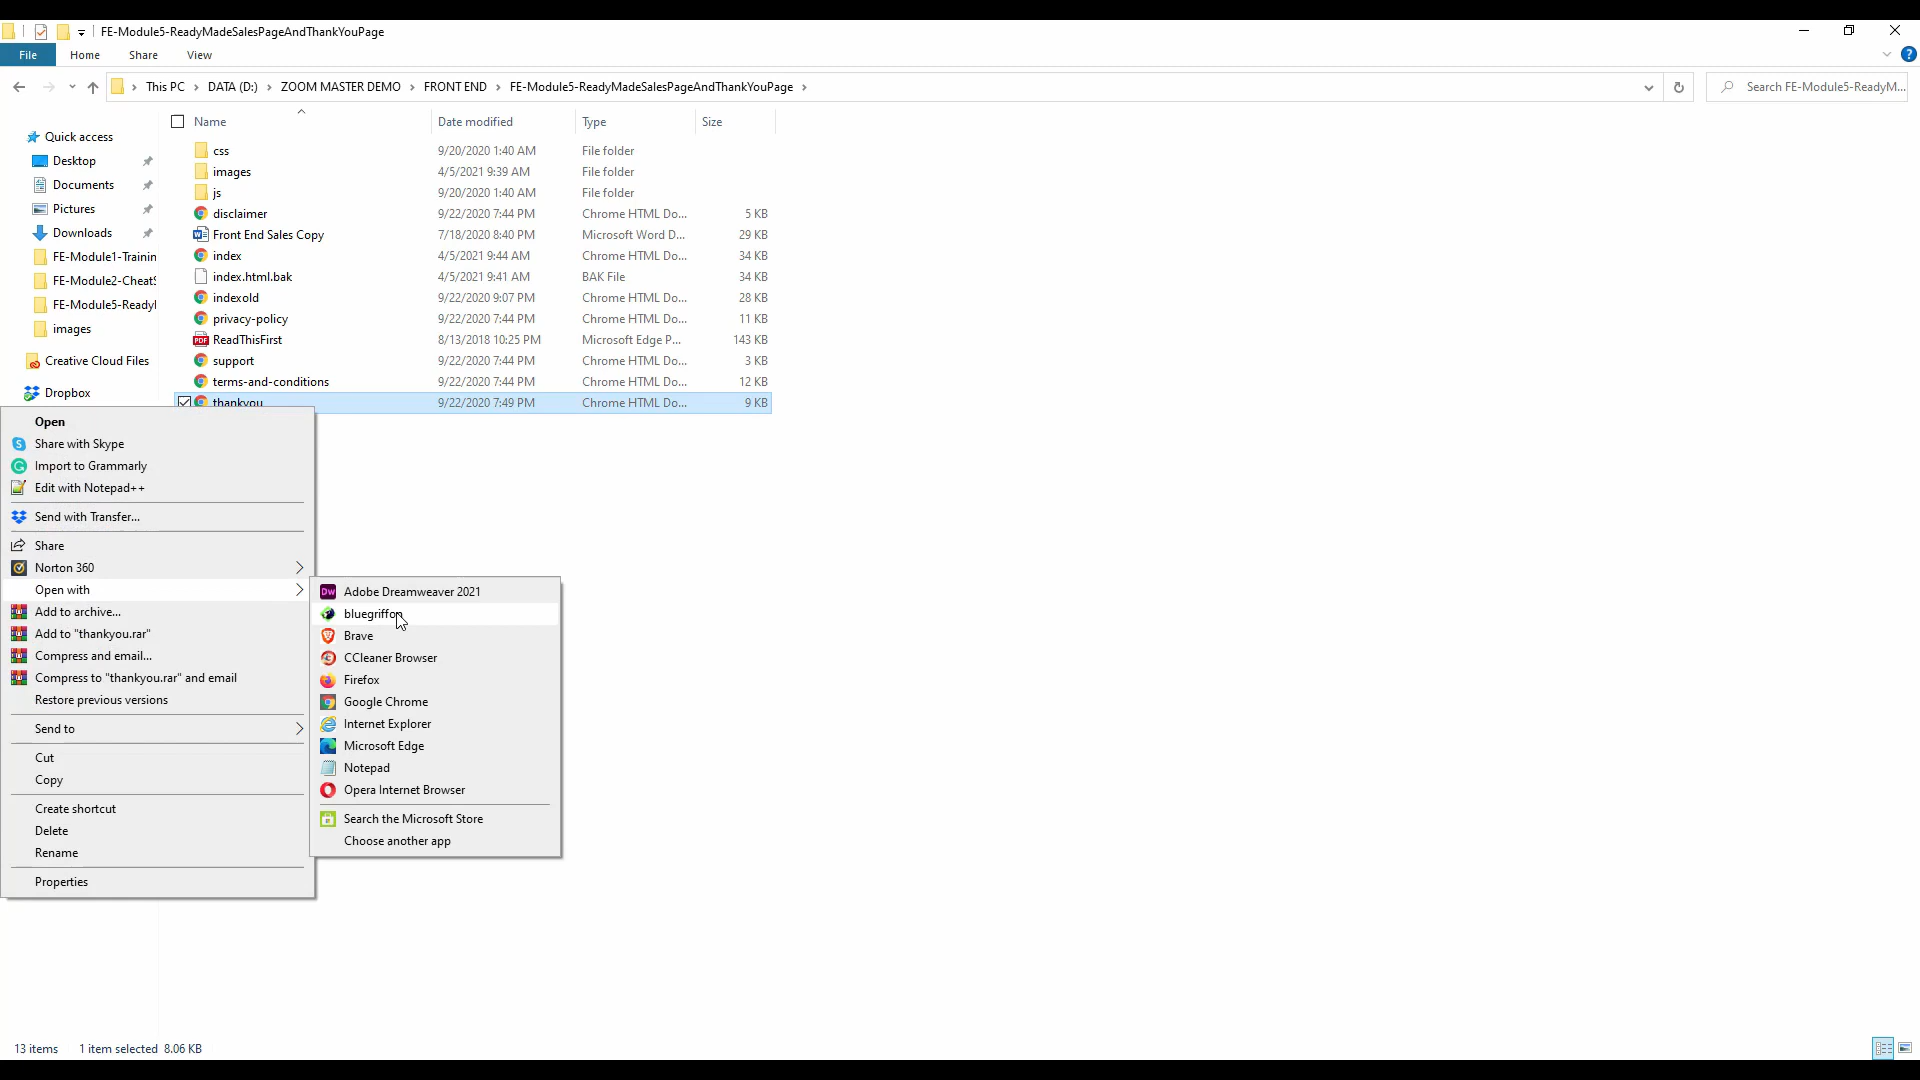 FE-Module5-ReadyMadeSalesPageAndThankYouPage
File Home Share View
This PC DATA (D:) ZOOM MASTER DEMO FRONT END FE-Module5-ReadyMadeSalesPageAndThankYouPage
Search FE-Module5-ReadyM...
Name Date modified Type Size
Quick access
Desktop
Documents
Pictures
Downloads
FE-Module1-Trainin
FE-Module2-CheatS
FE-Module5-Readyl
images
Creative Cloud Files
Dropbox
css 9/20/2020 1:40 AM File folder
images 4/5/2021 9:39 AM File folder
js 9/20/2020 1:40 AM File folder
disclaimer 9/22/2020 7:44 PM Chrome HTML Do... 5 KB
Front End Sales Copy 7/18/2020 8:40 PM Microsoft Word D... 29 KB
index 4/5/2021 9:44 AM Chrome HTML Do... 34 KB
index.html.bak 4/5/2021 9:41 AM BAK File 34 KB
indexold 9/22/2020 9:07 PM Chrome HTML Do... 28 KB
privacy-policy 9/22/2020 7:44 PM Chrome HTML Do... 11 KB
ReadThisFirst 8/13/2018 10:25 PM Microsoft Edge P... 143 KB
support 9/22/2020 7:44 PM Chrome HTML Do... 3 KB
terms-and-conditions 9/22/2020 7:44 PM Chrome HTML Do... 12 KB
thankyou 9/22/2020 7:49 PM Chrome HTML Do... 9 KB
Open
Share with Skype
Import to Grammarly
Edit with Notepad++
Send with Transfer...
Share
Norton 360
Open with
Add to archive...
Add to "thankyou.rar"
Compress and email...
Compress to "thankyou.rar" and email
Restore previous versions
Send to
Cut
Copy
Create shortcut
Delete
Rename
Properties
Adobe Dreamweaver 2021
bluegriffon
Brave
CCleaner Browser
Firefox
Google Chrome
Internet Explorer
Microsoft Edge
Notepad
Opera Internet Browser
Search the Microsoft Store
Choose another app
13 items 1 item selected 8.06 KB